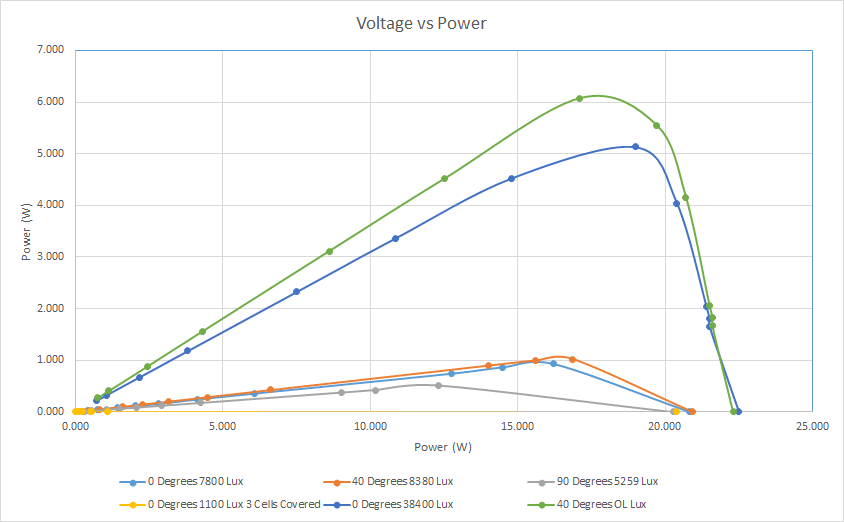 Voltage vs Power
7.000
6.000
5.000
4.000
3.000
2.000
1.000
0.000
Power (W)
0.000 5.000 10.000 15.000 20.000 25.000
Power (W)
0 Degrees 7800 Lux 40 Degrees 8380 Lux 90 Degrees 5259 Lux
0 Degrees 1100 Lux 3 Cells Covered 0 Degrees 38400 Lux 40 Degrees OL Lux